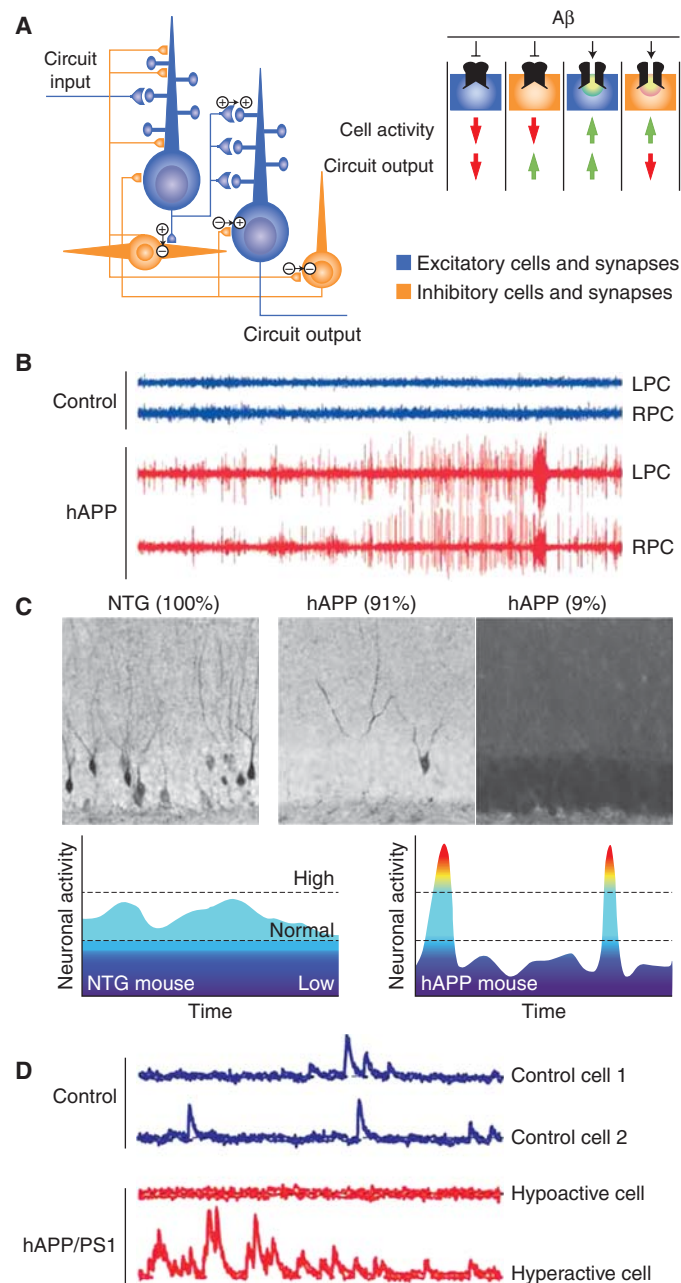 A
Aβ
Circuit
input
Cell activity
Circuit output
+ +
- +
+
-
- -
Excitatory cells and synapses
Inhibitory cells and synapses
Circuit output
B
Control
LPC
RPC
hAPP
LPC
RPC
C
NTG (100%)
hAPP (91%)
hAPP (9%)
Neuronal activity
High
Normal
NTG mouse
Low
Time
Neuronal activity
hAPP mouse
Time
D
Control
Control cell 1
Control cell 2
hAPP/PS1
Hypoactive cell
Hyperactive cell